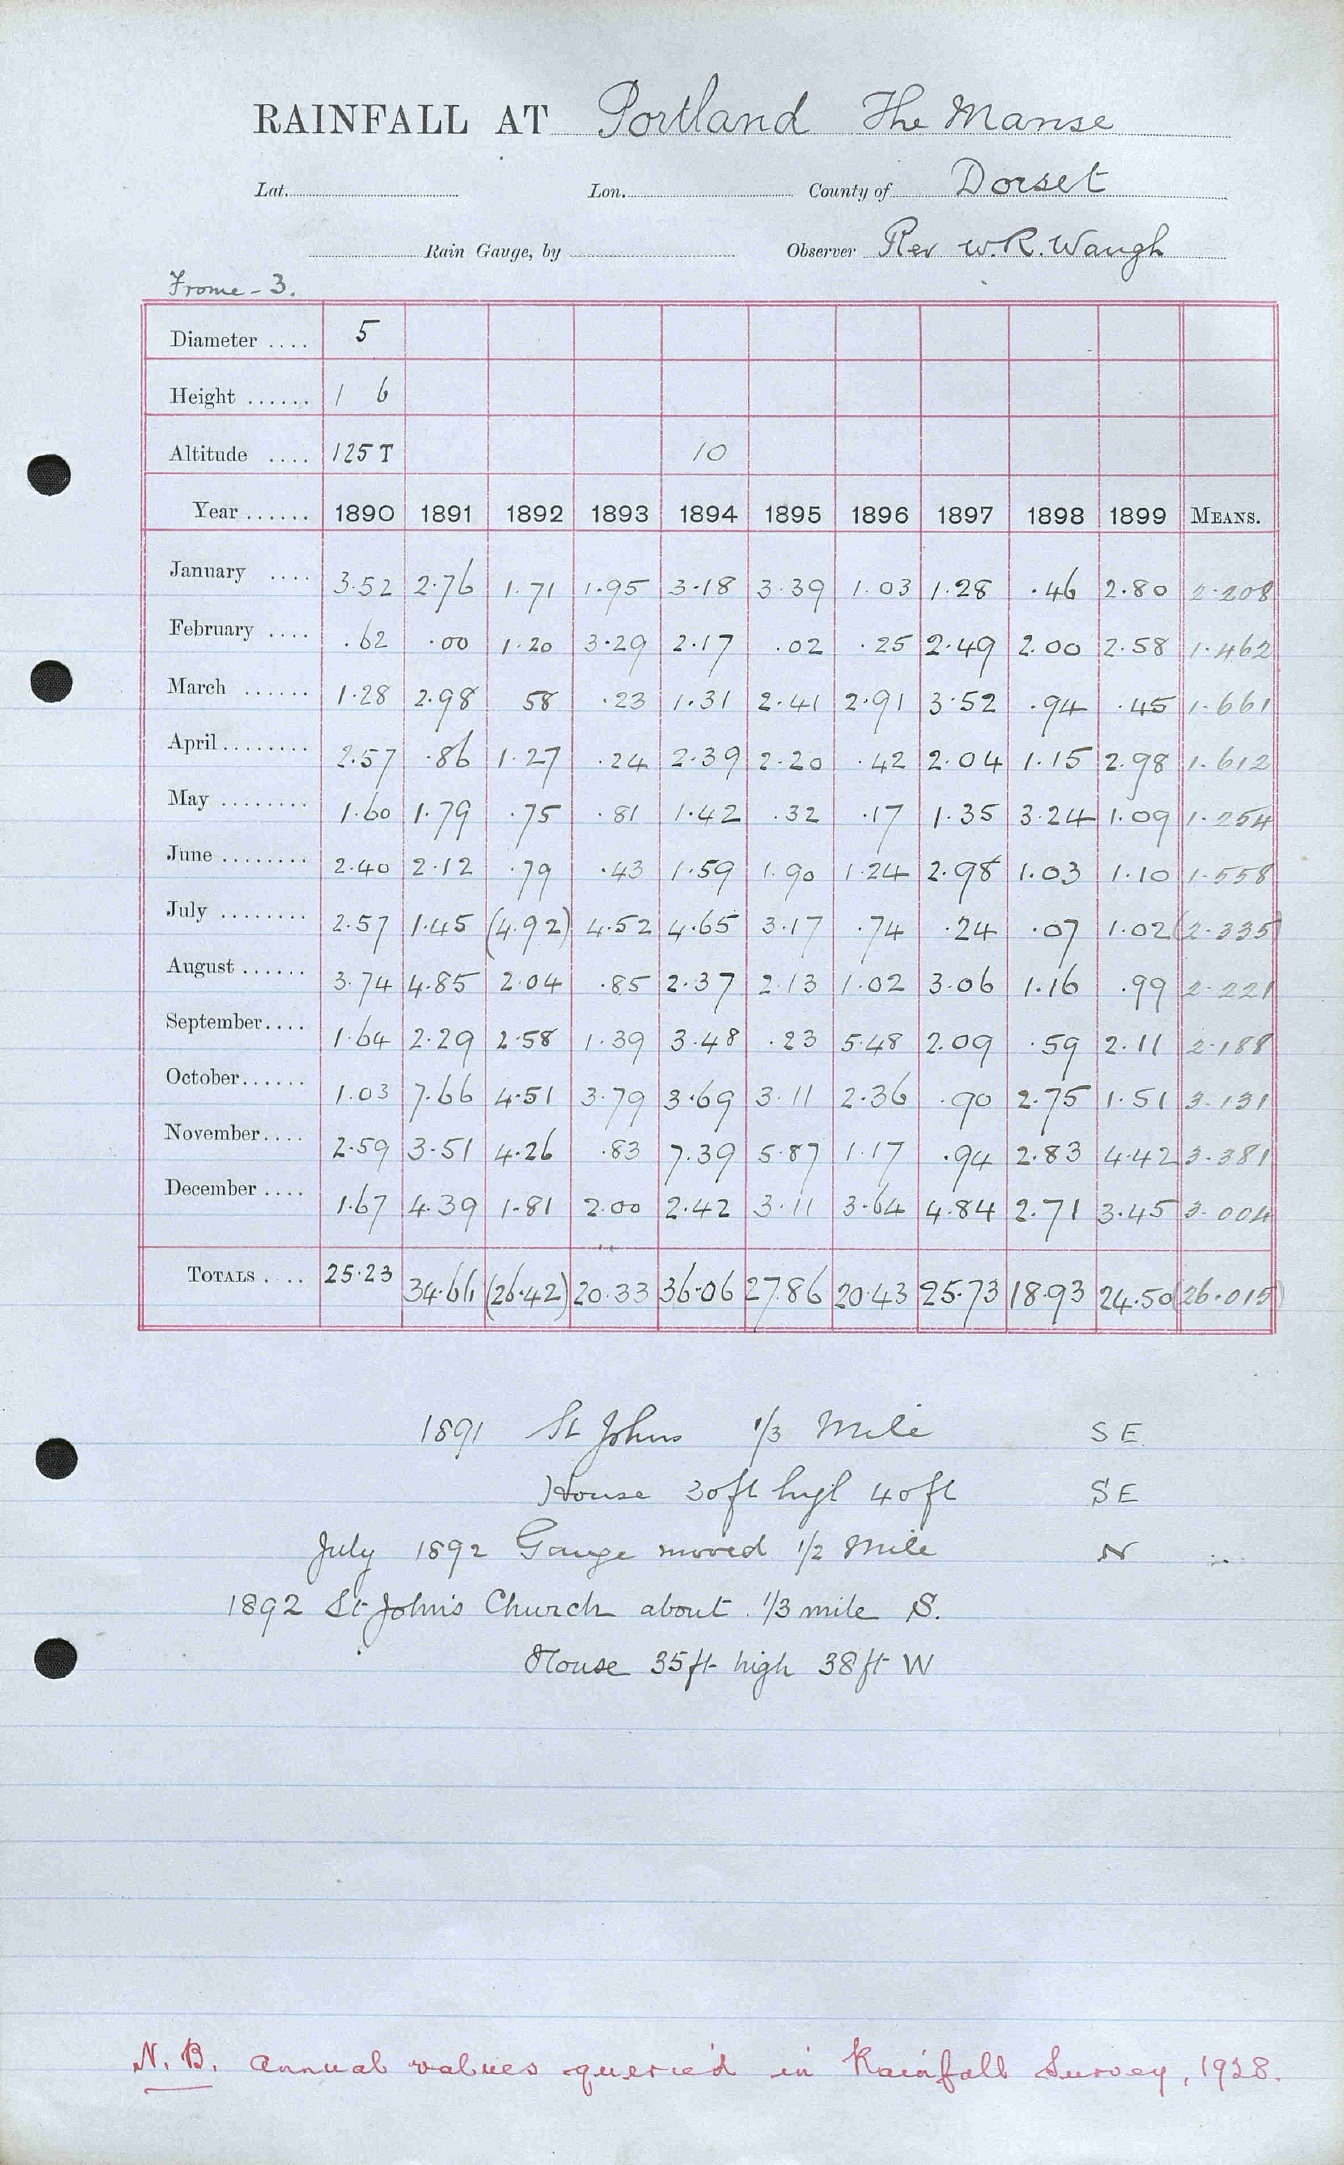 RAINFALL AT Portland The Manse
Lat. Lon. County of Dorset
Rain Gauge, by Observer Rev W.R. Waugh
Frome - 3.
Diameter .... 5
Height ...... 1 6
Altitude .... 125 T 10
Year ...... 1890 1891 1892 1893 1894 1895 1896 1897 1898 1899 MEANS.
January .... 3.52 2.76 1.71 1.95 3.18 3.39 1.03 1.28 .46 2.80 2.208
February .... .62 .00 1.20 3.29 2.17 .02 .25 2.49 2.00 2.58 1.462
March ...... 1.28 2.98 58 .23 1.31 2.41 2.91 3.52 .94 .45 1.661
April ........ 2.57 .86 1.27 .24 2.39 2.20 .42 2.04 1.15 2.98 1.612
May ........ 1.60 1.79 .75 .81 1.42 .32 .17 1.35 3.24 1.09 1.254
June ........ 2.40 2.12 .79 .43 1.59 1.90 1.24 2.98 1.03 1.10 1.558
July ........ 2.57 1.45 (4.92) 4.52 4.65 3.17 .74 .24 .07 1.02 (2.335)
August ...... 3.74 4.85 2.04 .85 2.37 2.13 1.02 3.06 1.16 .99 2.221
September .... 1.64 2.29 2.58 1.39 3.48 .23 5.48 2.09 .59 2.11 2.188
October ...... 1.03 7.66 4.51 3.79 3.69 3.11 2.36 .90 2.75 1.51 3.131
November .... 2.59 3.51 4.26 .83 7.39 5.87 1.17 .94 2.83 4.42 3.381
December .... 1.67 4.39 1.81 2.00 2.42 3.11 3.64 4.84 2.71 3.45 3.004
TOTALS .... 25.23 34.66 (26.42) 20.33 36.06 27.86 20.43 25.73 18.93 24.50 (26.015)
1891 St Johns 1/3 Mile SE
House 30ft high 40ft SE
July 1892 Gauge moved 1/2 Mile N
1892 St John's Church about 1/3 mile S.
House 35ft high 38ft W
N.B. annual values queried in Rainfall Survey, 1928.